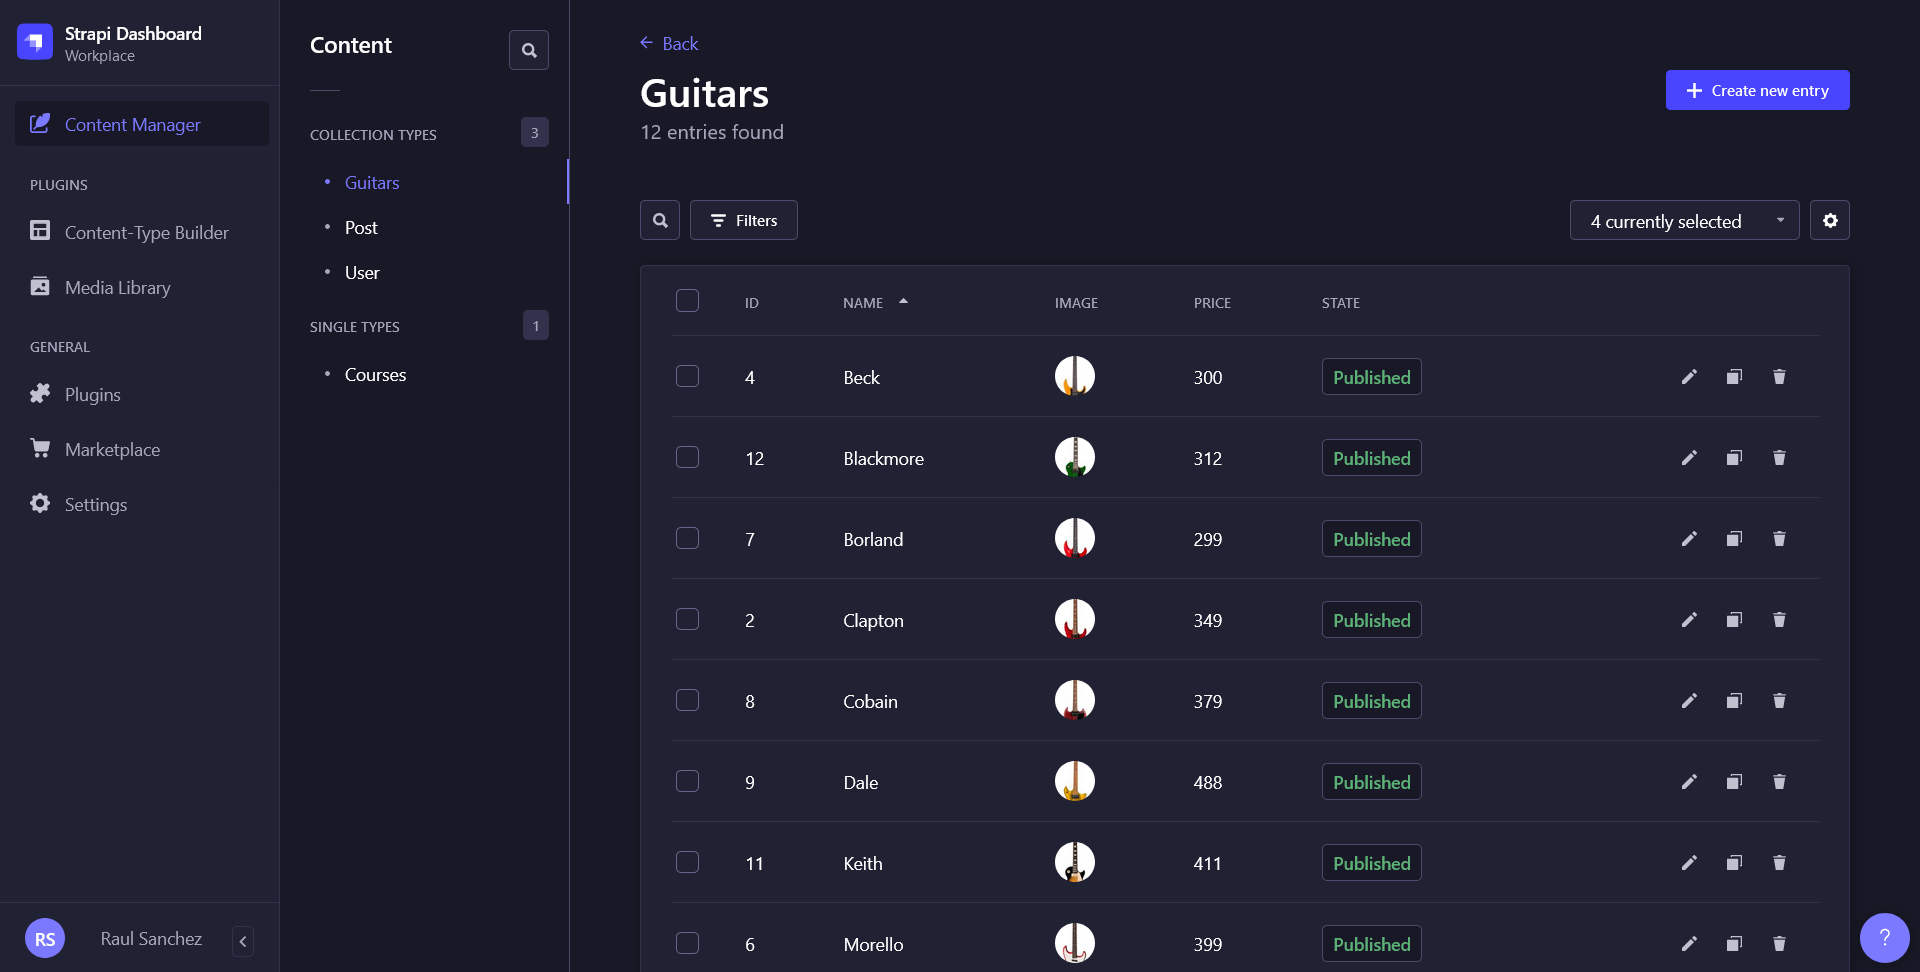 Strapi Dashboard
Workplace
Content Manager
PLUGINS
Content-Type Builder
Media Library
GENERAL
Plugins
Marketplace
Settings
RS
Raul Sanchez
Content
COLLECTION TYPES
3
Guitars
Post
User
SINGLE TYPES
1
Courses
Back
Guitars
12 entries found
Create new entry
Filters
4 currently selected
ID NAME IMAGE PRICE STATE
4 Beck 300 Published
12 Blackmore 312 Published
7 Borland 299 Published
2 Clapton 349 Published
8 Cobain 379 Published
9 Dale 488 Published
11 Keith 411 Published
6 Morello 399 Published
?